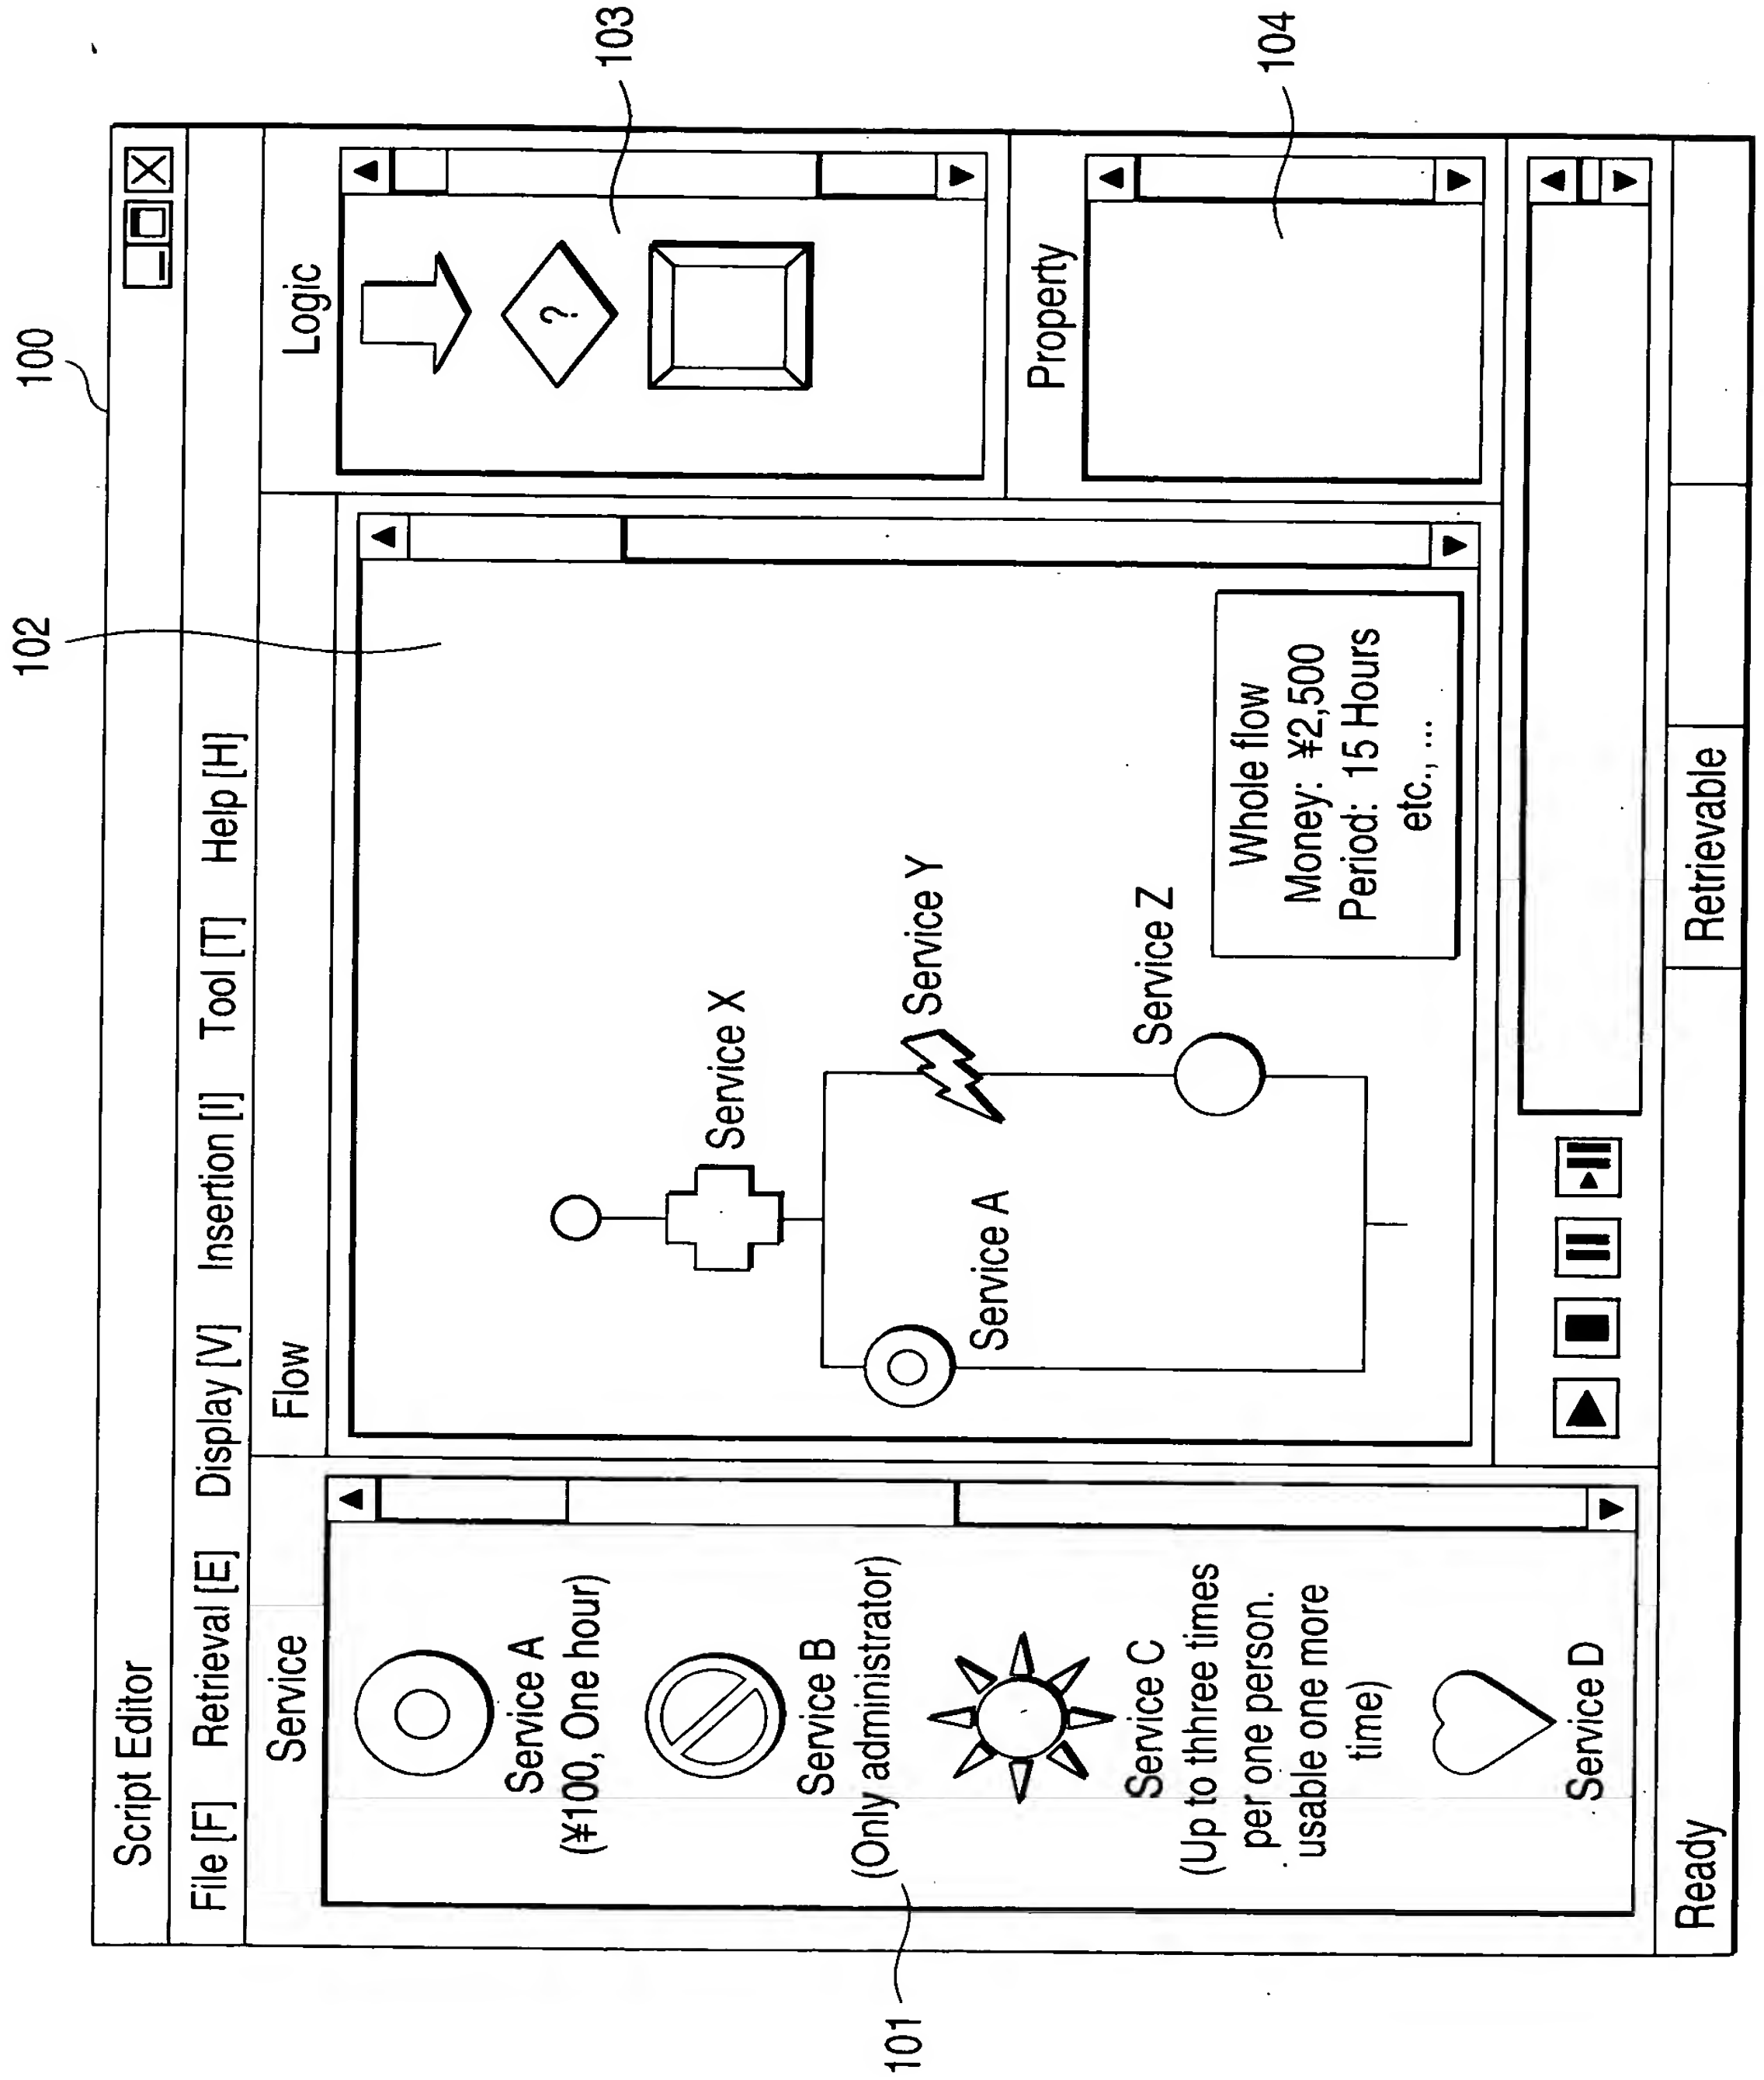 100
102
103
104
101
Script Editor
File [F] Retrieval [E] Display [V] Insertion [I] Tool [T] Help [H]
Service
Service A
(¥100, One hour)
Service B
(Only administrator)
Service C
(Up to three times
per one person.
usable one more
time)
Service D
Flow
Service X
Service A
Service Y
Service Z
Whole flow
Money: ¥2,500
Period: 15 Hours
etc., ...
Logic
?
Property
Ready
Retrievable